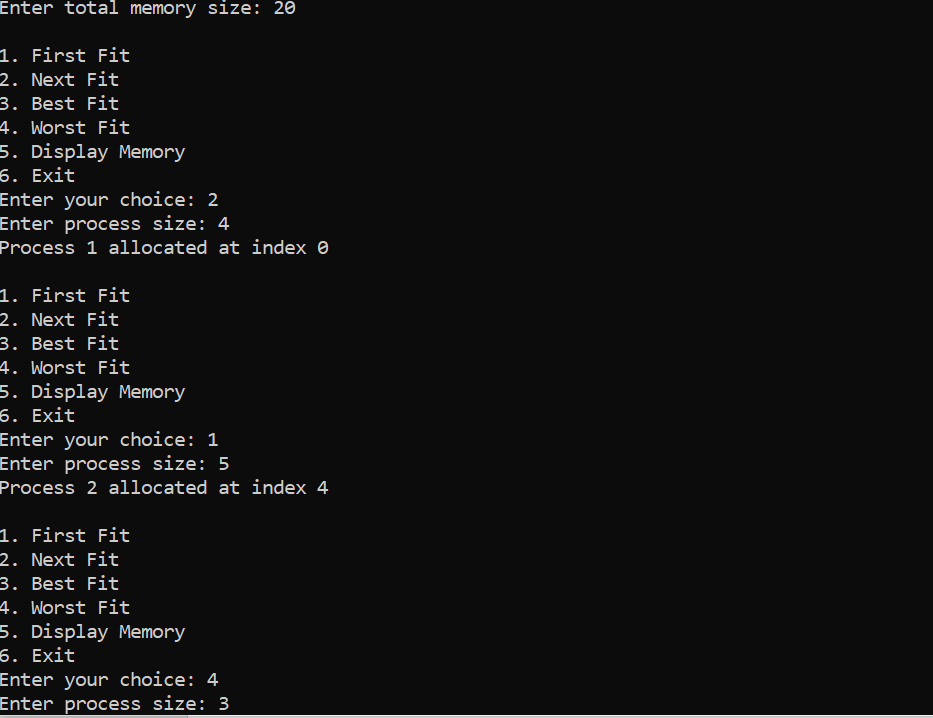 Enter total memory size: 20
1. First Fit
2. Next Fit
3. Best Fit
4. Worst Fit
5. Display Memory
6. Exit
Enter your choice: 2
Enter process size: 4
Process 1 allocated at index 0
1. First Fit
2. Next Fit
3. Best Fit
4. Worst Fit
5. Display Memory
6. Exit
Enter your choice: 1
Enter process size: 5
Process 2 allocated at index 4
1. First Fit
2. Next Fit
3. Best Fit
4. Worst Fit
5. Display Memory
6. Exit
Enter your choice: 4
Enter process size: 3